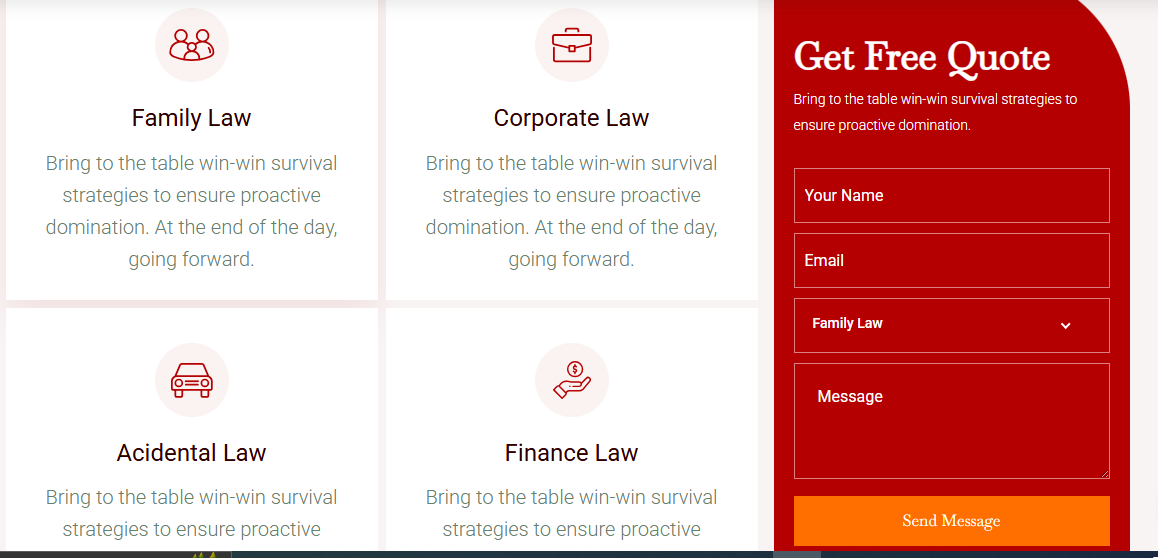 Family Law
Bring to the table win-win survival
strategies to ensure proactive
domination. At the end of the day,
going forward.
Corporate Law
Bring to the table win-win survival
strategies to ensure proactive
domination. At the end of the day,
going forward.
Acidental Law
Bring to the table win-win survival
strategies to ensure proactive
Finance Law
Bring to the table win-win survival
strategies to ensure proactive
Get Free Quote
Bring to the table win-win survival strategies to
ensure proactive domination.
Your Name
Email
Family Law
Message
Send Message